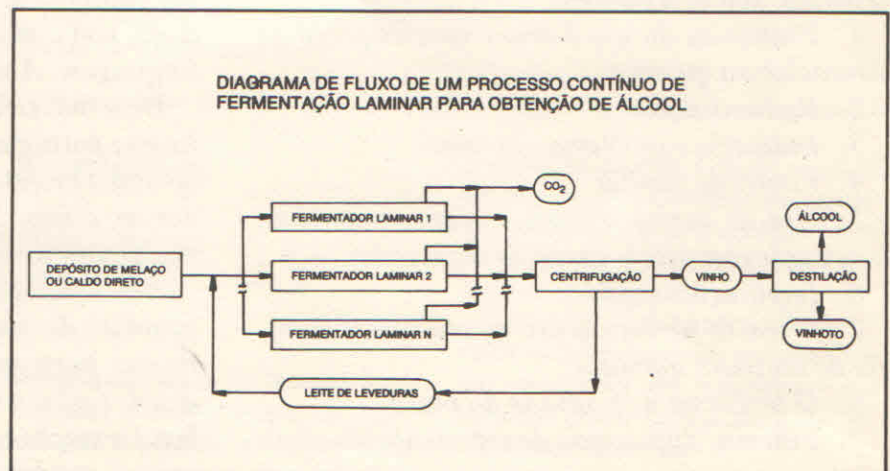 DIAGRAMA DE FLUXO DE UM PROCESSO CONTÍNUO DE
FERMENTAÇÃO LAMINAR PARA OBTENÇÃO DE ÁLCOOL
CO2
FERMENTADOR LAMINAR 1
ÁLCOOL
DEPÓSITO DE MELAÇO
OU CALDO DIRETO
FERMENTADOR LAMINAR 2
CENTRIFUGAÇÃO
VINHO
DESTILAÇÃO
FERMENTADOR LAMINAR N
VINHOTO
LEITE DE LEVEDURAS